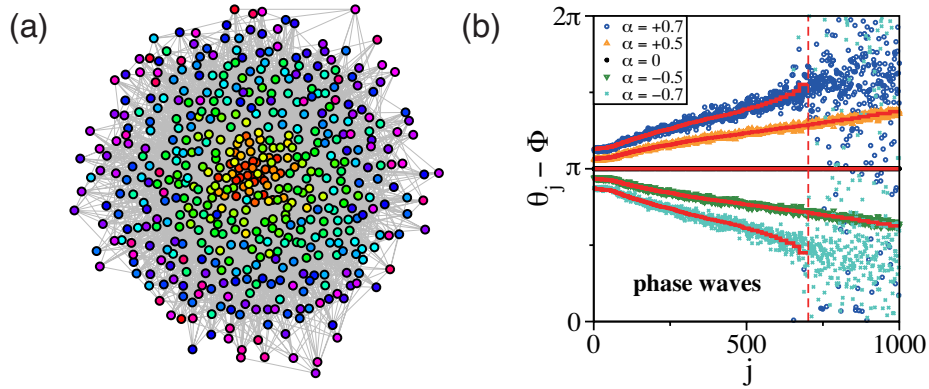 (a)
(b)
2π
α = +0.7
α = +0.5
α = 0
α = −0.5
α = −0.7
π
θj − Φ
phase waves
0
0
500
1000
j